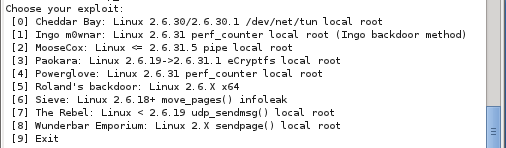 Choose your exploit:
[0] Cheddar Bay: Linux 2.6.30/2.6.30.1 /dev/net/tun local root
[1] Ingo m0wnar: Linux 2.6.31 perf_counter local root (Ingo backdoor method)
[2] MooseCox: Linux <= 2.6.31.5 pipe local root
[3] Paokara: Linux 2.6.19->2.6.31.1 eCryptfs local root
[4] Powerglove: Linux 2.6.31 perf_counter local root
[5] Roland's backdoor: Linux 2.6.X x64
[6] Sieve: Linux 2.6.18+ move_pages() infoleak
[7] The Rebel: Linux < 2.6.19 udp_sendmsg() local root
[8] Wunderbar Emporium: Linux 2.X sendpage() local root
[9] Exit